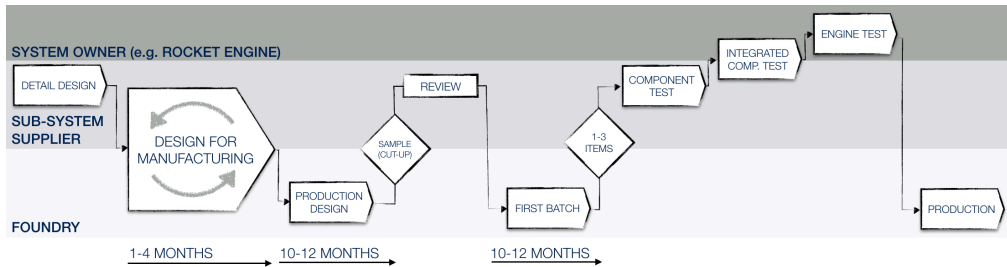 SYSTEM OWNER (e.g. ROCKET ENGINE)
ENGINE TEST
INTEGRATED
COMP. TEST
DETAIL DESIGN
REVIEW
COMPONENT
TEST
SUB-SYSTEM
SUPPLIER
DESIGN FOR
MANUFACTURING
SAMPLE
(CUT-UP)
1-3
ITEMS
PRODUCTION
DESIGN
FIRST BATCH
PRODUCTION
FOUNDRY
1-4 MONTHS
10-12 MONTHS
10-12 MONTHS